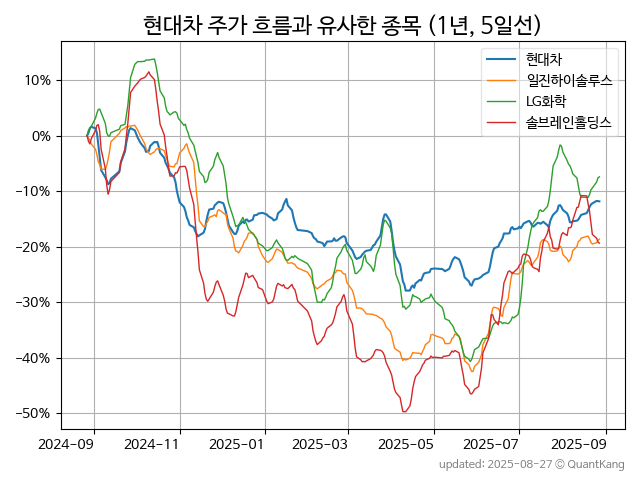 현대차 주가 흐름과 유사한 종목 (1년, 5일선)
현대차
일진하이솔루스
LG화학
솔브레인홀딩스
10%
0%
−10%
−20%
−30%
−40%
−50%
2024-09 2024-11 2025-01 2025-03 2025-05 2025-07 2025-09
updated: 2025-08-27 © QuantKang